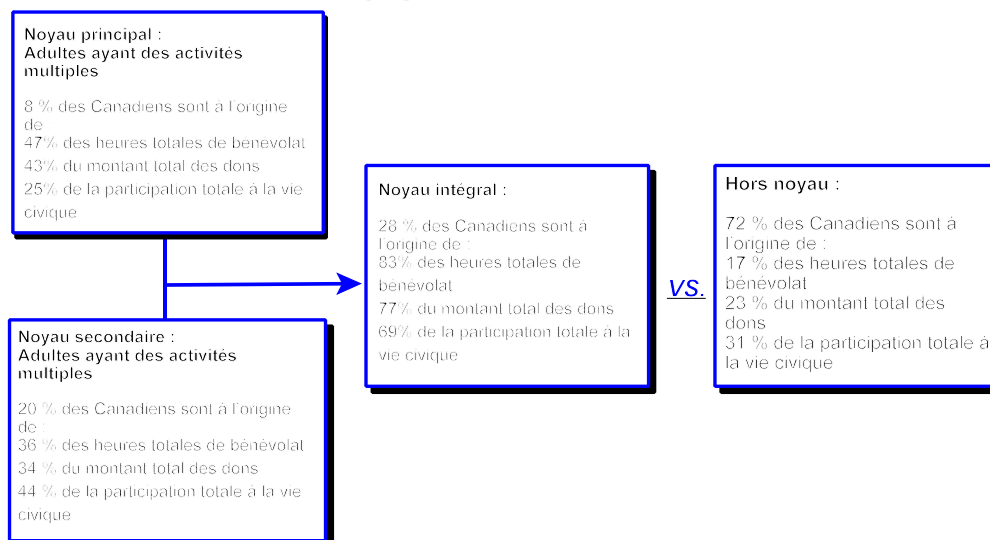 Noyau principal :
Adultes ayant des activités
multiples
8 % des Canadiens sont à l'origine
de
47% des heures totales de bénévolat
43% du montant total des dons
25% de la participation totale à la vie
civique
Noyau secondaire :
Adultes ayant des activités
multiples
20 % des Canadiens sont à l'origine
de :
36 % des heures totales de bénévolat
34 % du montant total des dons
44 % de la participation totale à la vie
civique
Noyau intégral :
28 % des Canadiens sont à
l'origine de :
83% des heures totales de
bénévolat
77% du montant total des dons
69% de la participation totale à la
vie civique
vs.
Hors noyau :
72 % des Canadiens sont à
l'origine de :
17 % des heures totales de
bénévolat
23 % du montant total des
dons
31 % de la participation totale à
la vie civique